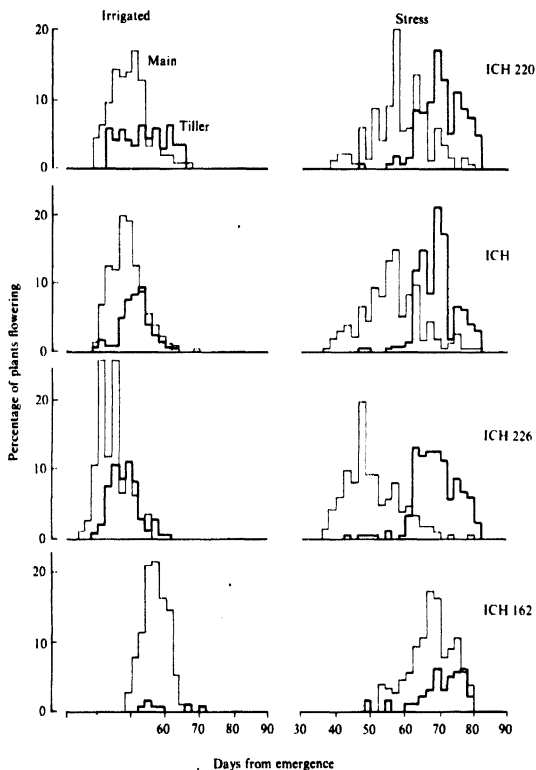 Irrigated
Stress
20
Main
ICH 220
10
Tiller
0
20
ICH
10
0
Percentage of plants flowering
20
ICH 226
10
0
20
ICH 162
10
0
60 70 80 90
30 40 50 60 70 80 90
Days from emergence